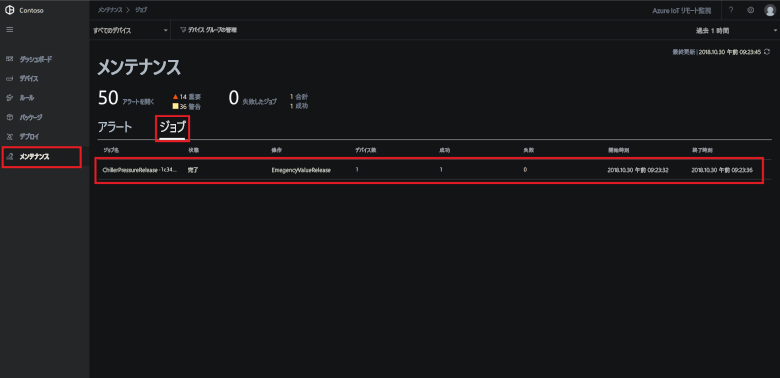 Contoso
メンテナンス > ジョブ
Azure IoT リモート監視
?
すべてのデバイス
デバイス グループの管理
過去 1 時間
最終更新 | 2018.10.30 午前 09:23:45
ダッシュボード
デバイス
ルール
パッケージ
デプロイ
メンテナンス
メンテナンス
50 アラートを開く
14 重要
36 警告
0 失敗したジョブ
1 合計
1 成功
アラート
ジョブ
ジョブ名 状態 操作 デバイス数 成功 失敗 開始時刻 終了時刻
ChillerPressureRelease-1c34... 完了 EmegencyValueRelease 1 1 0 2018.10.30 午前 09:23:32 2018.10.30 午前 09:23:36